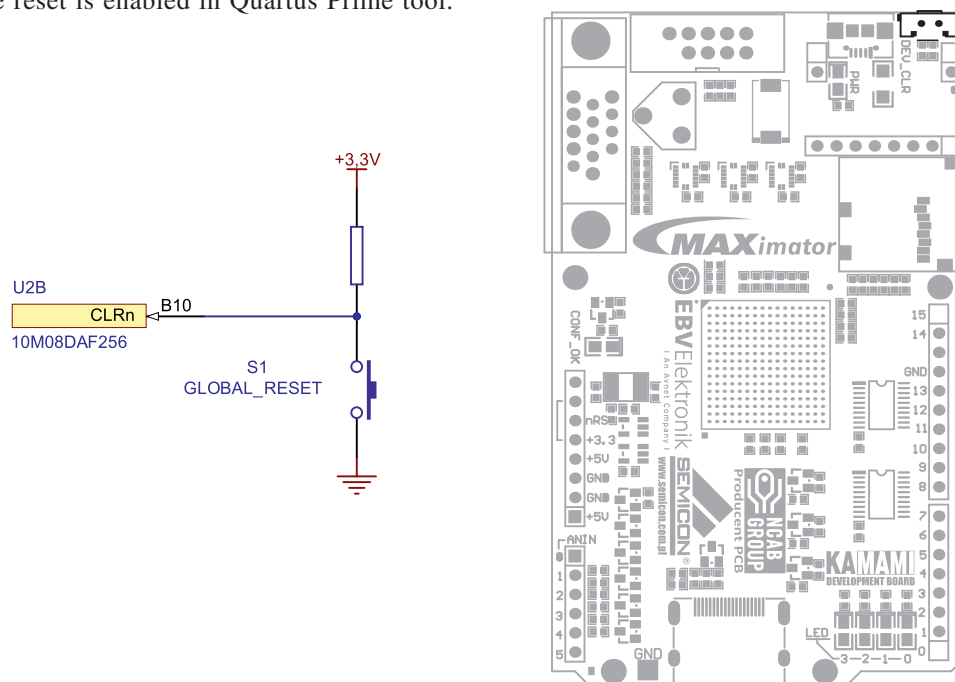 e reset is enabled in Quartus Prime tool.
+3,3V
U2B
CLRn
B10
10M08DAF256
S1
GLOBAL_RESET
DEV_CLR
PWR
MAXimator
CONF_OK
EBVElektronik
| An Avnet Company |
15
14
GND
13
12
11
10
9
8
7
6
5
4
3
2
1
0
nRS
+3.3
+5V
GND
GND
+5V
ANIN
1
2
3
4
5
www.semicon.com.pl
SEMICON®
Producent PCB
NCAB
GROUP
KAMAMI
DEVELOPMENT BOARD
LED
3-2-1-0
GND